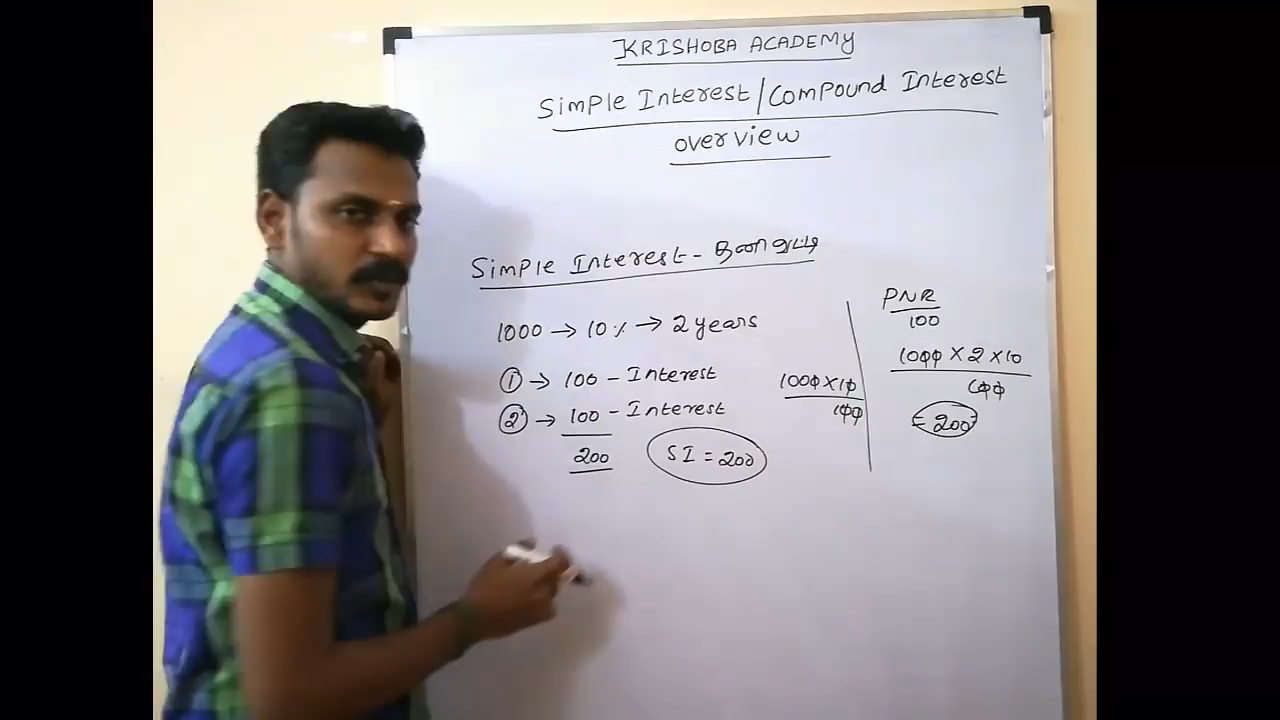 KRISHOBA ACADEMY
Simple Interest/Compound Interest
overview
Simple Interest - தனிவட்டி
1000 → 10% → 2 years
① → 100 - Interest
② → 100 - Interest
200
SI = 200
1000 X 10
100
PNR
100
1000 X 2 X 10
100
= 200